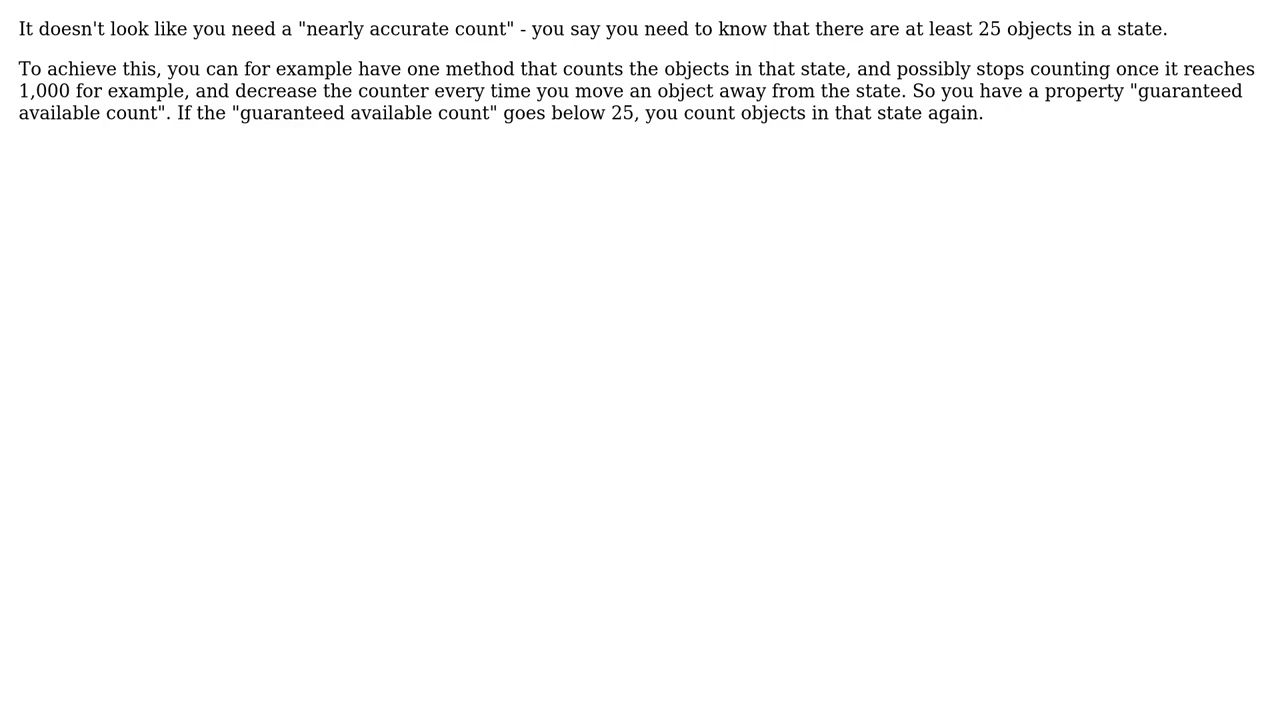 It doesn't look like you need a "nearly accurate count" - you say you need to know that there are at least 25 objects in a state.
To achieve this, you can for example have one method that counts the objects in that state, and possibly stops counting once it reaches
1,000 for example, and decrease the counter every time you move an object away from the state. So you have a property "guaranteed
available count". If the "guaranteed available count" goes below 25, you count objects in that state again.